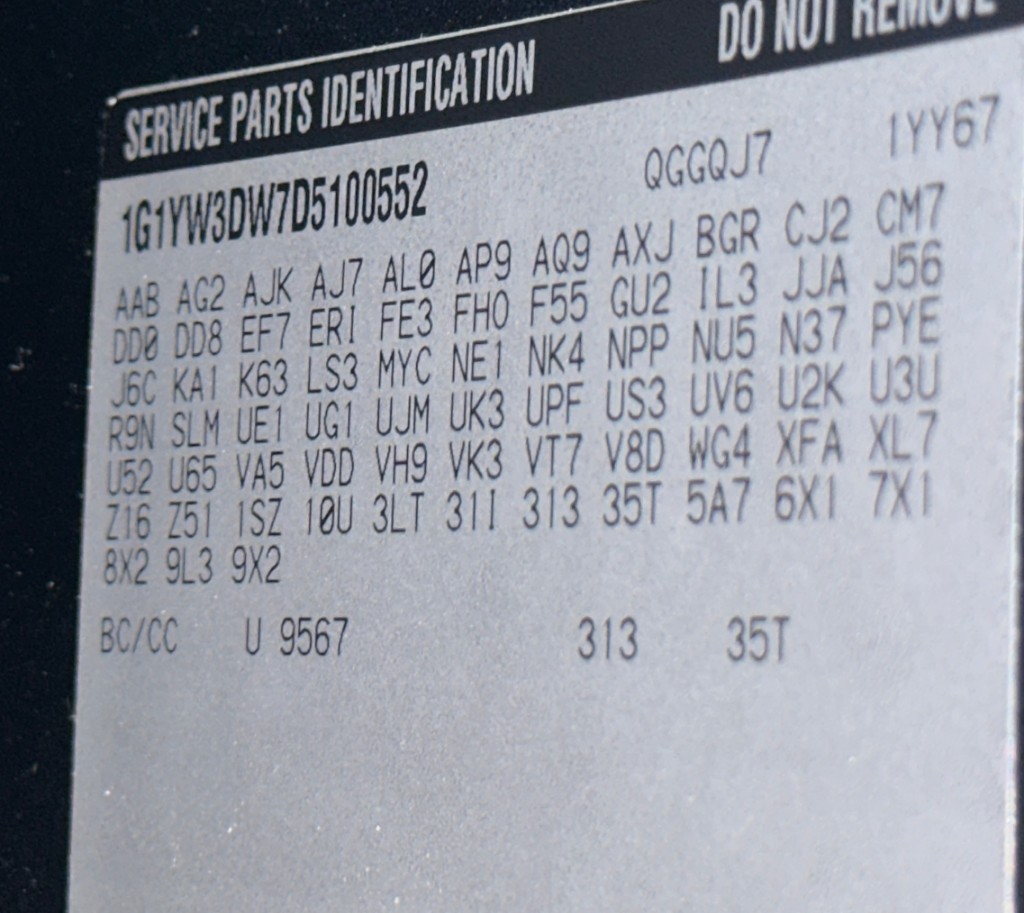 SERVICE PARTS IDENTIFICATION DO NOT REMOVE
1G1YW3DW7D5100552 QGGQJ7 1YY67
AAB AG2 AJK AJ7 AL0 AP9 AQ9 AXJ BGR CJ2 CM7
DD0 DD8 EF7 ERI FE3 FH0 F55 GU2 IL3 JJA J56
J6C KA1 K63 LS3 MYC NE1 NK4 NPP NU5 N37 PYE
R9N SLM UE1 UG1 UJM UK3 UPF US3 UV6 U2K U3U
U52 U65 VA5 VDD VH9 VK3 VT7 V8D WG4 XFA XL7
Z16 Z51 1SZ 10U 3LT 31I 313 35T 5A7 6X1 7X1
8X2 9L3 9X2
BC/CC U 9567 313 35T